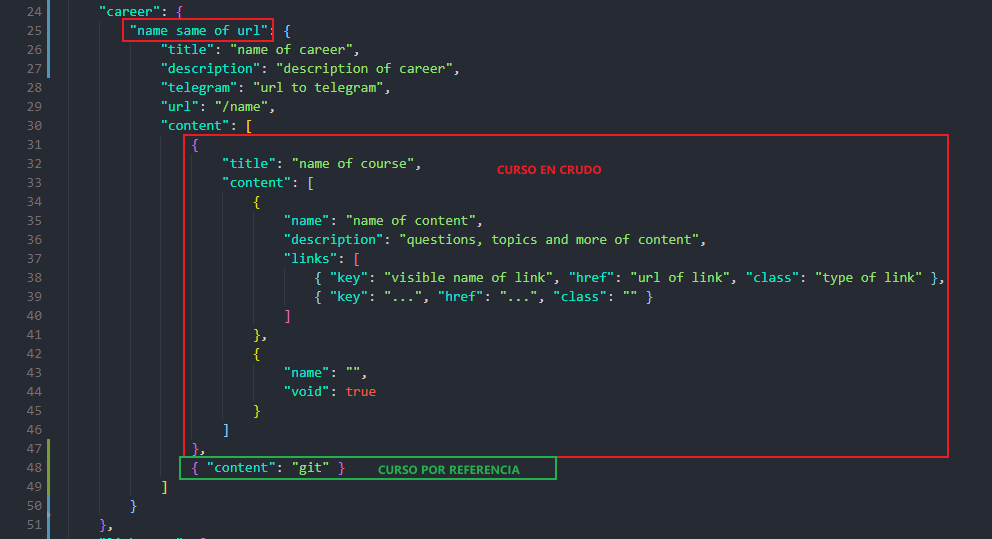 24 "career": {
25 "name same of url": {
26 "title": "name of career",
27 "description": "description of career",
28 "telegram": "url to telegram",
29 "url": "/name",
30 "content": [
31 {
32 "title": "name of course", CURSO EN CRUDO
33 "content": [
34 {
35 "name": "name of content",
36 "description": "questions, topics and more of content",
37 "links": [
38 { "key": "visible name of link", "href": "url of link", "class": "type of link" },
39 { "key": "...", "href": "...", "class": "" }
40 ]
41 },
42 {
43 "name": "",
44 "void": true
45 }
46 ]
47 },
48 { "content": "git" } CURSO POR REFERENCIA
49 ]
50 }
51 },